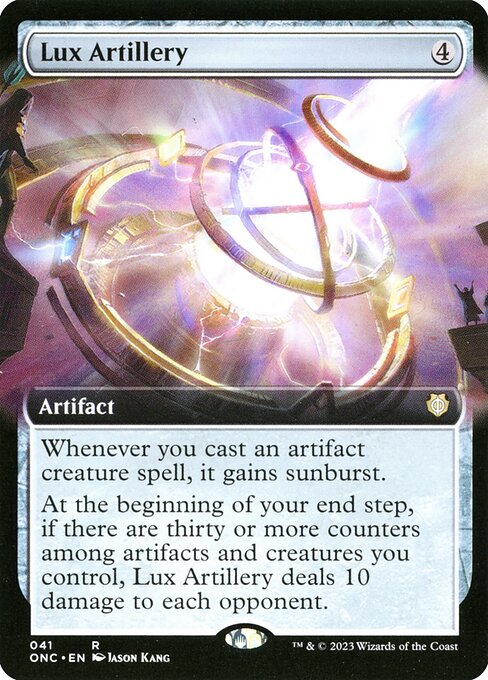 Lux Artillery 4
Artifact
Whenever you cast an artifact
creature spell, it gains sunburst.
At the beginning of your end step,
if there are thirty or more counters
among artifacts and creatures you
control, Lux Artillery deals 10
damage to each opponent.
041 R
ONC • EN Jason Kang ™ & © 2023 Wizards of the Coast